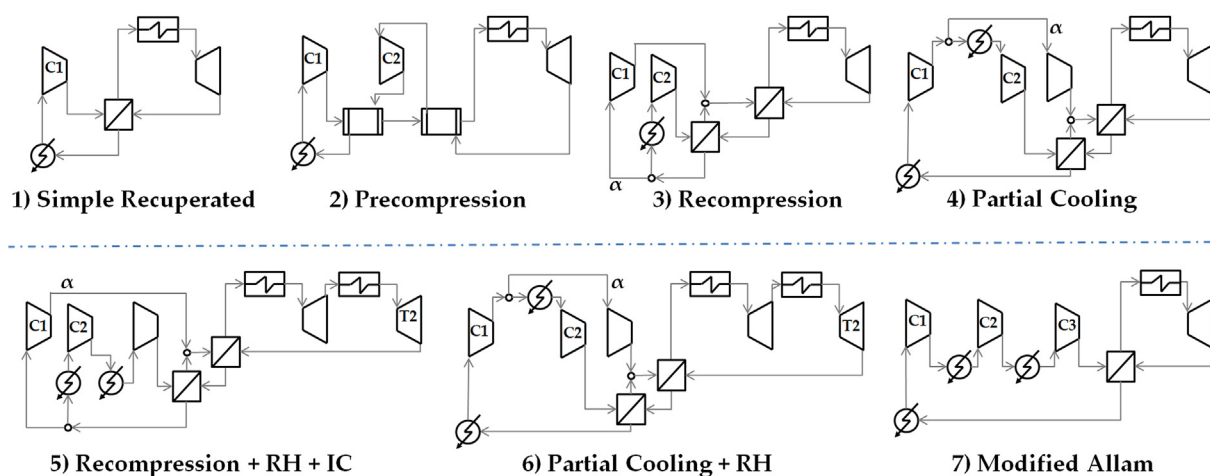 C1
1) Simple Recuperated
C1
C2
2) Precompression
C1
C2
α
3) Recompression
C1
C2
α
4) Partial Cooling
C1
C2
α
T2
5) Recompression + RH + IC
C1
C2
α
T2
6) Partial Cooling + RH
C1
C2
C3
7) Modified Allam